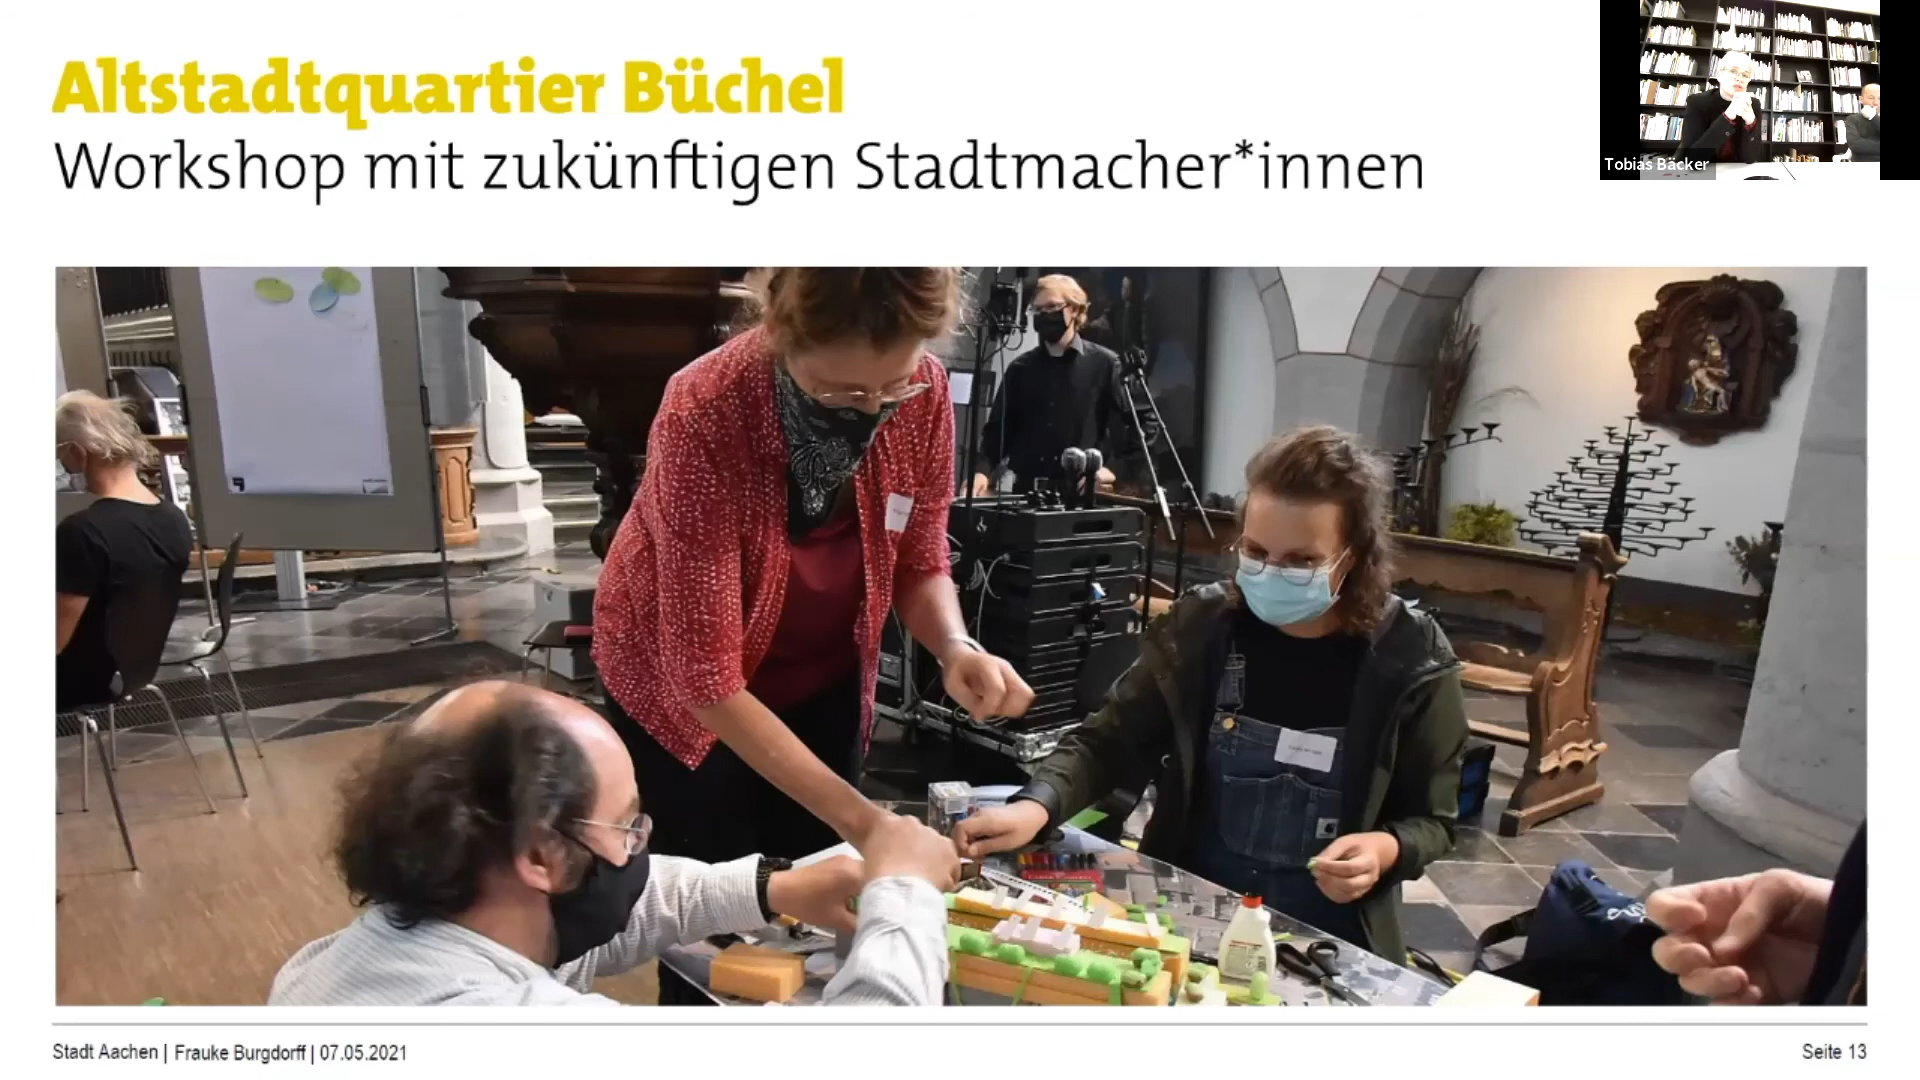 Altstadtquartier Büchel
Workshop mit zukünftigen Stadtmacher*innen
Tobias Bäcker
Stadt Aachen | Frauke Burgdorff | 07.05.2021
Seite 13